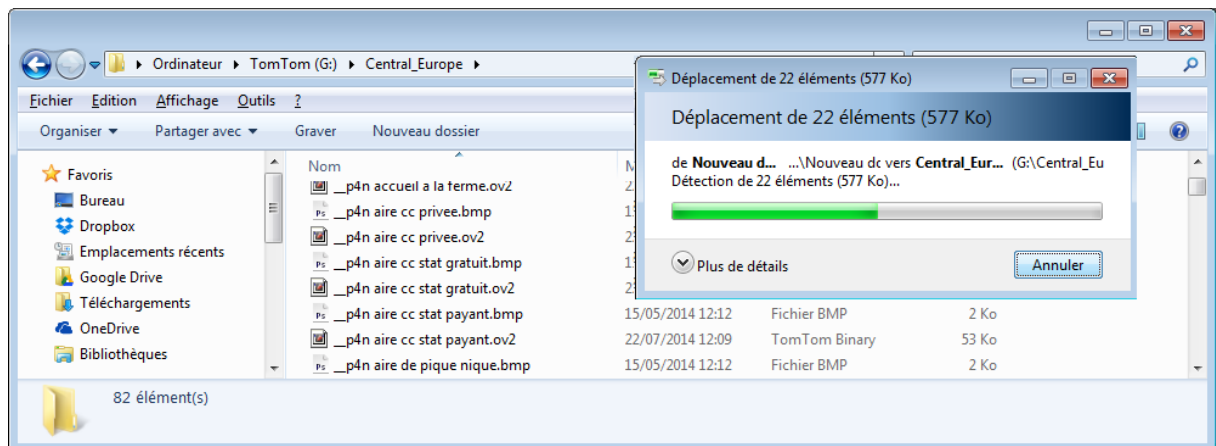 Ordinateur TomTom (G:) Central_Europe
Fichier Edition Affichage Outils ?
Organiser Partager avec Graver Nouveau dossier
Favoris
Bureau
Dropbox
Emplacements récents
Google Drive
Téléchargements
OneDrive
Bibliothèques
Nom
__p4n accueil a la ferme.ov2
__p4n aire cc privee.bmp
__p4n aire cc privee.ov2
__p4n aire cc stat gratuit.bmp
__p4n aire cc stat gratuit.ov2
__p4n aire cc stat payant.bmp 15/05/2014 12:12 Fichier BMP 2 Ko
__p4n aire cc stat payant.ov2 22/07/2014 12:09 TomTom Binary 53 Ko
__p4n aire de pique nique.bmp 15/05/2014 12:12 Fichier BMP 2 Ko
82 élément(s)
Déplacement de 22 éléments (577 Ko)
Déplacement de 22 éléments (577 Ko)
de Nouveau d... ...\Nouveau dc vers Central_Eur... (G:\Central_Eu
Détection de 22 éléments (577 Ko)...
Plus de détails
Annuler